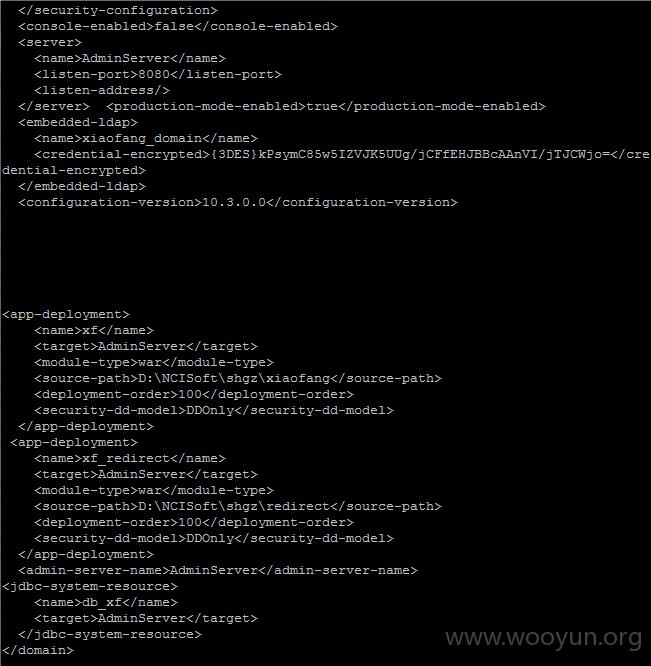 </security-configuration>
<console-enabled>false</console-enabled>
<server>
<name>AdminServer</name>
<listen-port>8080</listen-port>
<listen-address/>
</server>  <production-mode-enabled>true</production-mode-enabled>
<embedded-ldap>
<name>xiaofang_domain</name>
<credential-encrypted>{3DES}kPsymC85w5IZVJK5UUg/jCFfEHJBBcAAnVI/jTJCWjo=</cre
dential-encrypted>
</embedded-ldap>
<configuration-version>10.3.0.0</configuration-version>
<app-deployment>
<name>xf</name>
<target>AdminServer</target>
<module-type>war</module-type>
<source-path>D:\NCISoft\shgz\xiaofang</source-path>
<deployment-order>100</deployment-order>
<security-dd-model>DDOnly</security-dd-model>
</app-deployment>
<app-deployment>
<name>xf_redirect</name>
<target>AdminServer</target>
<module-type>war</module-type>
<source-path>D:\NCISoft\shgz\redirect</source-path>
<deployment-order>100</deployment-order>
<security-dd-model>DDOnly</security-dd-model>
</app-deployment>
<admin-server-name>AdminServer</admin-server-name>
<jdbc-system-resource>
<name>db_xf</name>
<target>AdminServer</target>
</jdbc-system-resource>
</domain>
www.wooyun.org